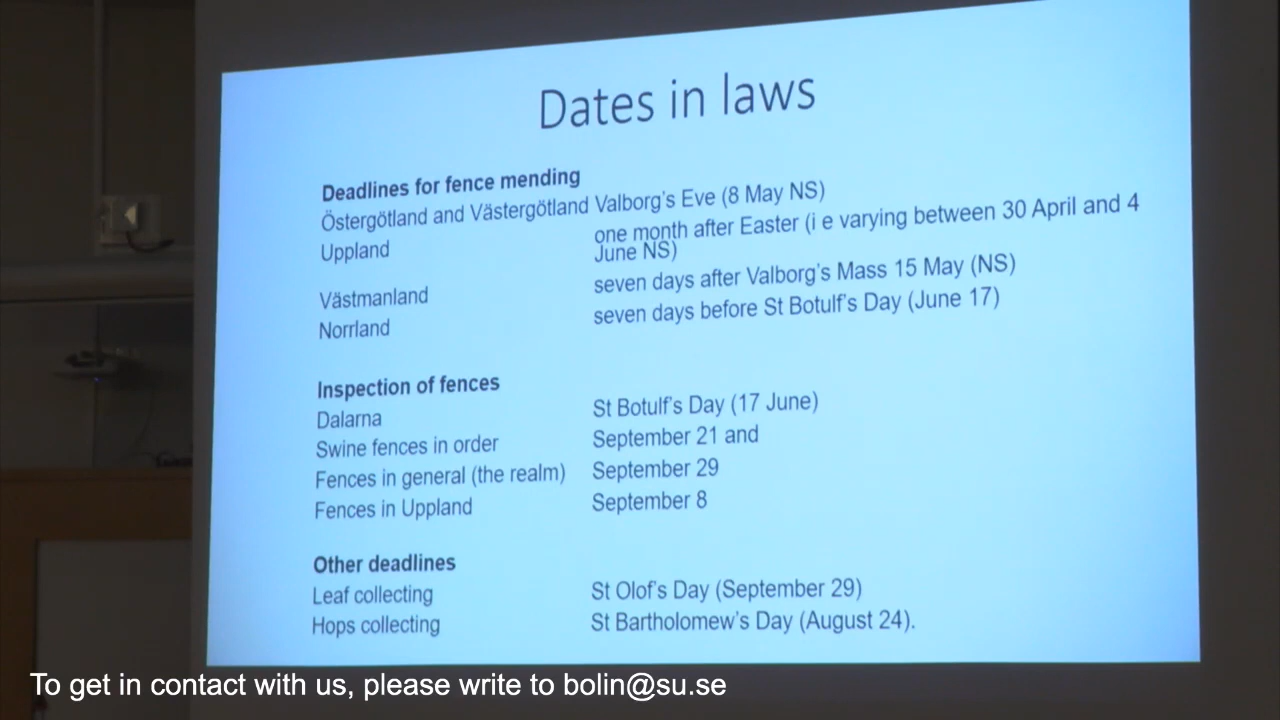 Dates in laws
Deadlines for fence mending
Östergötland and Västergötland Valborg's Eve (8 May NS)
Uppland one month after Easter (i e varying between 30 April and 4
June NS)
Västmanland seven days after Valborg's Mass 15 May (NS)
Norrland seven days before St Botulf's Day (June 17)
Inspection of fences
Dalarna St Botulf's Day (17 June)
Swine fences in order September 21 and
Fences in general (the realm) September 29
Fences in Uppland September 8
Other deadlines
Leaf collecting St Olof's Day (September 29)
Hops collecting St Bartholomew's Day (August 24).
To get in contact with us, please write to bolin@su.se